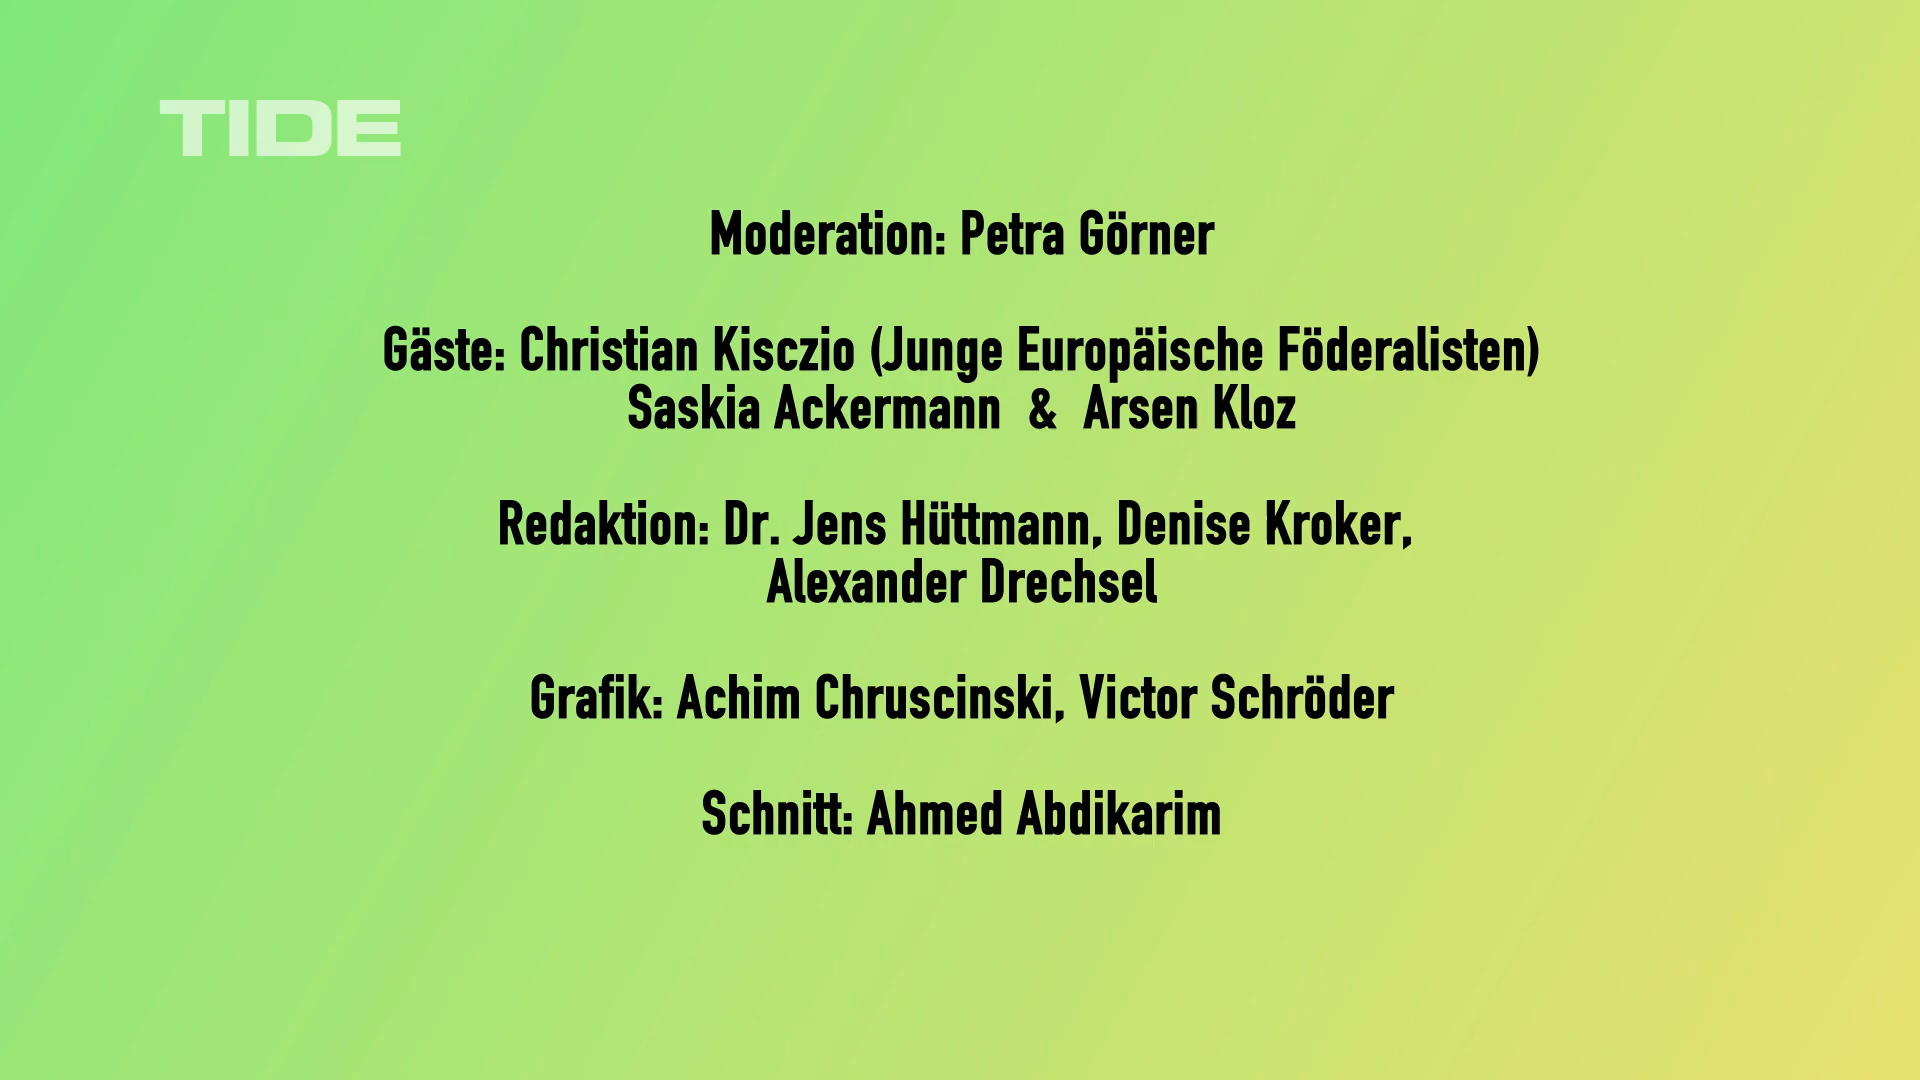 TIDE
Moderation: Petra Görner
Gäste: Christian Kisczio (Junge Europäische Föderalisten)
Saskia Ackermann & Arsen Kloz
Redaktion: Dr. Jens Hüttmann, Denise Kroker,
Alexander Drechsel
Grafik: Achim Chruscinski, Victor Schröder
Schnitt: Ahmed Abdikarim